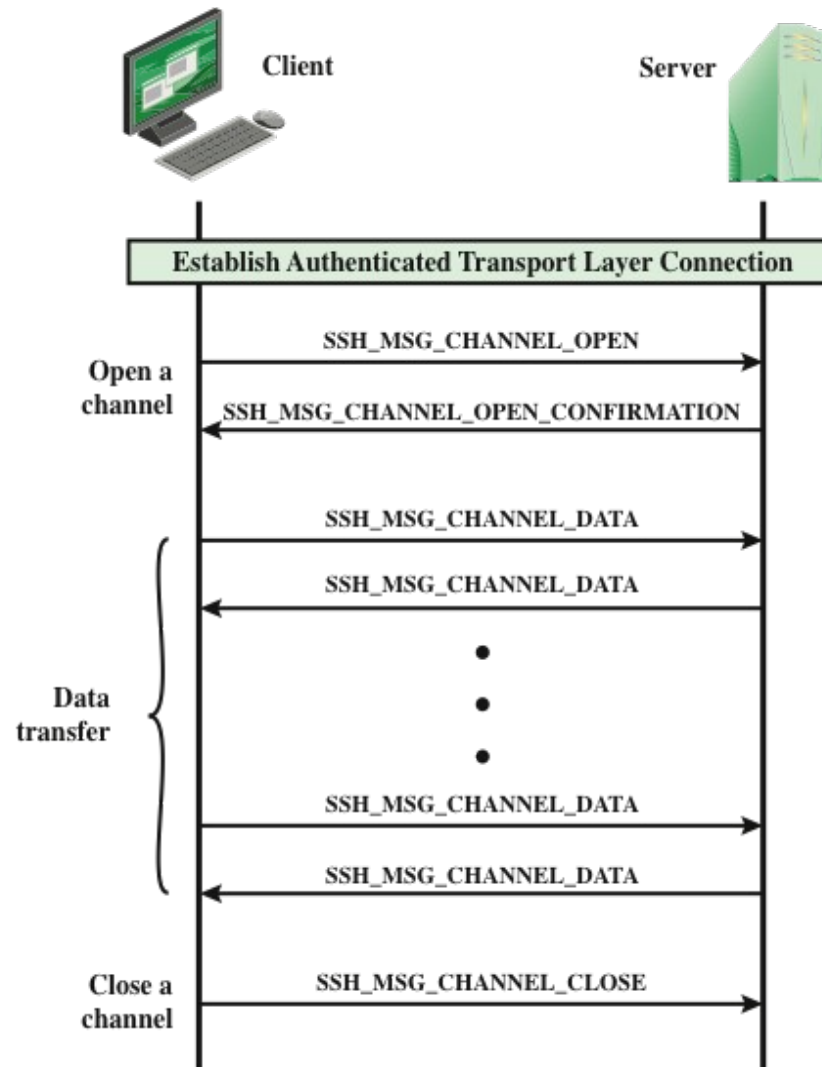 Client
Server
Establish Authenticated Transport Layer Connection
SSH_MSG_CHANNEL_OPEN
Open a
channel
SSH_MSG_CHANNEL_OPEN_CONFIRMATION
SSH_MSG_CHANNEL_DATA
SSH_MSG_CHANNEL_DATA
Data
transfer
SSH_MSG_CHANNEL_DATA
SSH_MSG_CHANNEL_DATA
Close a
channel
SSH_MSG_CHANNEL_CLOSE